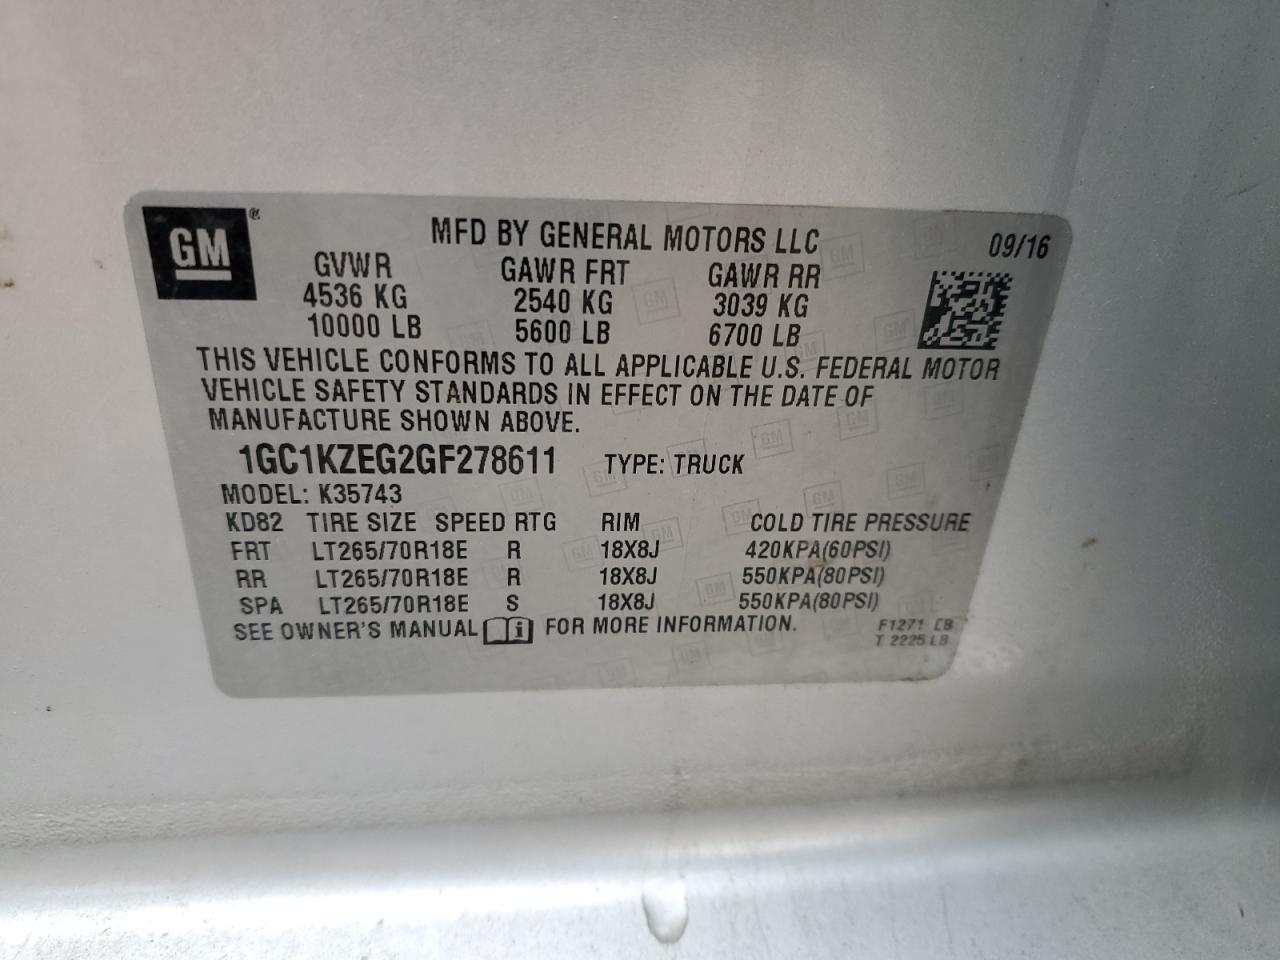 GM ® MFD BY GENERAL MOTORS LLC 09/16
GVWR GAWR FRT GAWR RR
4536 KG 2540 KG 3039 KG
10000 LB 5600 LB 6700 LB
THIS VEHICLE CONFORMS TO ALL APPLICABLE U.S. FEDERAL MOTOR
VEHICLE SAFETY STANDARDS IN EFFECT ON THE DATE OF
MANUFACTURE SHOWN ABOVE.
1GC1KZEG2GF278611 TYPE: TRUCK
MODEL: K35743
KD82 TIRE SIZE SPEED RTG RIM COLD TIRE PRESSURE
FRT LT265/70R18E R 18X8J 420KPA(60PSI)
RR LT265/70R18E R 18X8J 550KPA(80PSI)
SPA LT265/70R18E S 18X8J 550KPA(80PSI)
SEE OWNER'S MANUAL i FOR MORE INFORMATION. F1271 CB
T 2225 LB